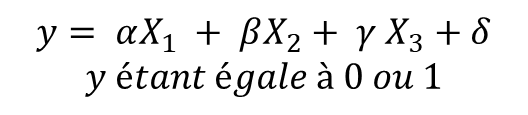 y = αX₁ + βX₂ + γ X₃ + δ
y étant égale à 0 ou 1